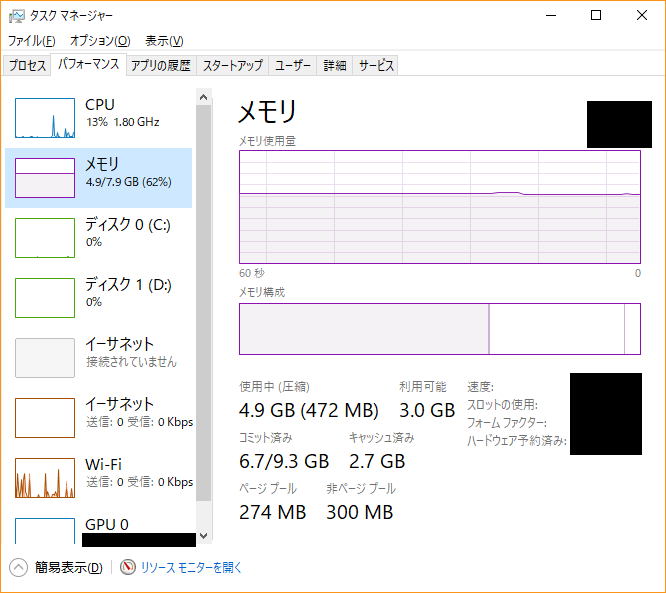 タスク マネージャー
ファイル(F) オプション(O) 表示(V)
プロセス パフォーマンス アプリの履歴 スタートアップ ユーザー 詳細 サービス
CPU
13% 1.80 GHz
メモリ
4.9/7.9 GB (62%)
ディスク 0 (C:)
0%
ディスク 1 (D:)
0%
イーサネット
接続されていません
イーサネット
送信: 0 受信: 0 Kbps
Wi-Fi
送信: 0 受信: 0 Kbps
GPU 0
メモリ
メモリ使用量
60 秒 0
メモリ構成
使用中 (圧縮) 利用可能
4.9 GB (472 MB) 3.0 GB
コミット済み キャッシュ済み
6.7/9.3 GB 2.7 GB
ページ プール 非ページ プール
274 MB 300 MB
速度:
スロットの使用:
フォーム ファクター:
ハードウェア予約済み:
簡易表示(D) リソース モニターを開く